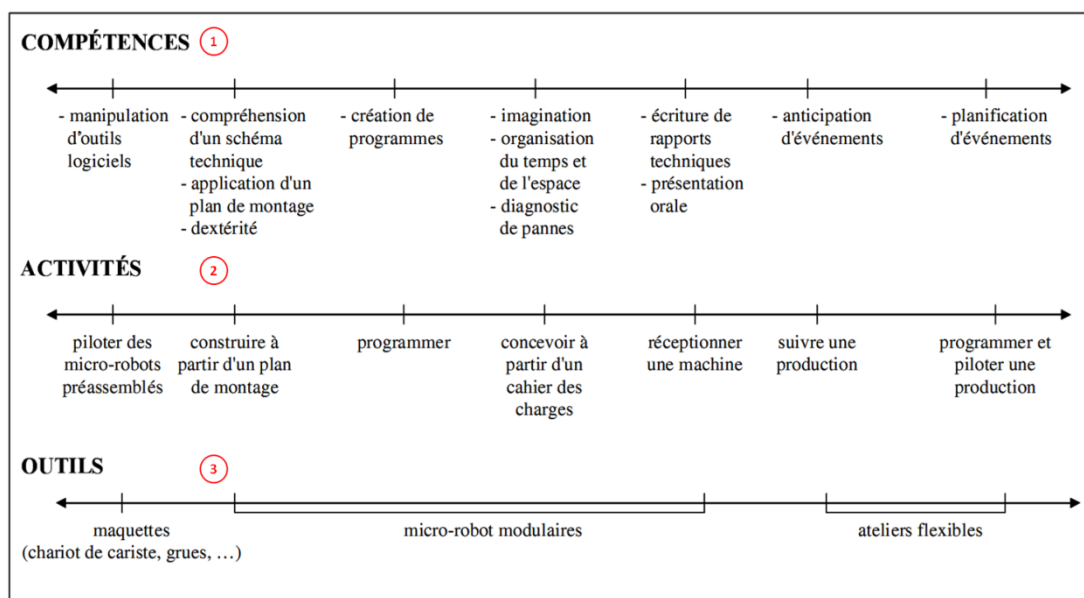 COMPÉTENCES 1
- manipulation
d'outils
logiciels
- compréhension
d'un schéma
technique
- application d'un
plan de montage
- dextérité
- création de
programmes
- imagination
- organisation
du temps et
de l'espace
- diagnostic
de pannes
- écriture de
rapports
techniques
- présentation
orale
- anticipation
d'événements
- planification
d'événements
ACTIVITÉS 2
piloter des
micro-robots
préassemblés
construire à
partir d'un plan
de montage
programmer
concevoir à
partir d'un
cahier des
charges
réceptionner
une machine
suivre une
production
programmer et
piloter une
production
OUTILS 3
maquettes
(chariot de cariste, grues, …)
micro-robot modulaires
ateliers flexibles